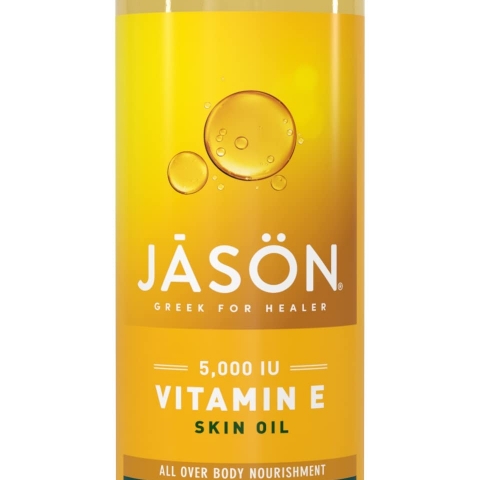 JĀSÖN®
GREEK FOR HEALER
5,000 IU
VITAMIN E
SKIN OIL
ALL OVER BODY NOURISHMENT